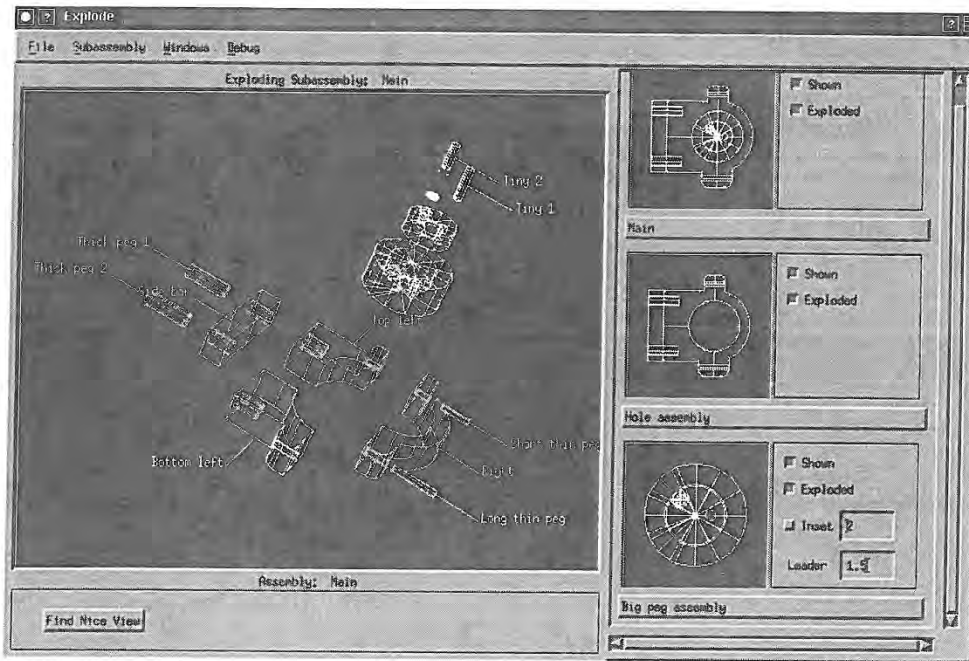 Explode
File Subassembly Windows Debug
Exploding Subassembly: Main
Tiny 2
Tiny 1
Thick peg 1
Thick peg 2
Side bar
Top left
Bottom left
Short thin peg
Right
Long thin peg
Assembly: Main
Find Nice View
Shown
Exploded
Main
Shown
Exploded
Hole assembly
Shown
Exploded
Inset 2
Leader 1.5
Big peg assembly